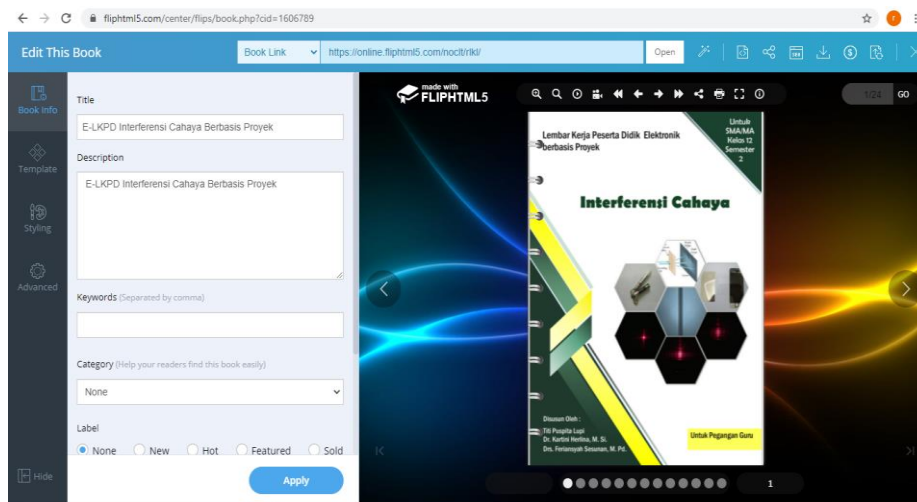 fliphtml5.com/center/flips/book.php?cid=1606789
r
Edit This Book
Book Link
https://online.fliphtml5.com/noclt/rlkl/
Open
Book Info
Template
Styling
Advanced
Hide
Title
E-LKPD Interferensi Cahaya Berbasis Proyek
Description
E-LKPD Interferensi Cahaya Berbasis Proyek
Keywords (Separated by comma)
Category (Help your readers find this book easily)
None
Label
None New Hot Featured Sold
Apply
made with
FLIPHTML5
1/24 GO
Lembar Kerja Peserta Didik Elektronik
berbasis Proyek
Untuk
SMA/MA
Kelas 12
Semester
2
Interferensi Cahaya
Disusun Oleh :
Titi Puspita Lupi
Dr. Kartini Herlina, M. Si.
Drs. Feriansyah Sesunan, M. Pd.
Untuk Pegangan Guru
1